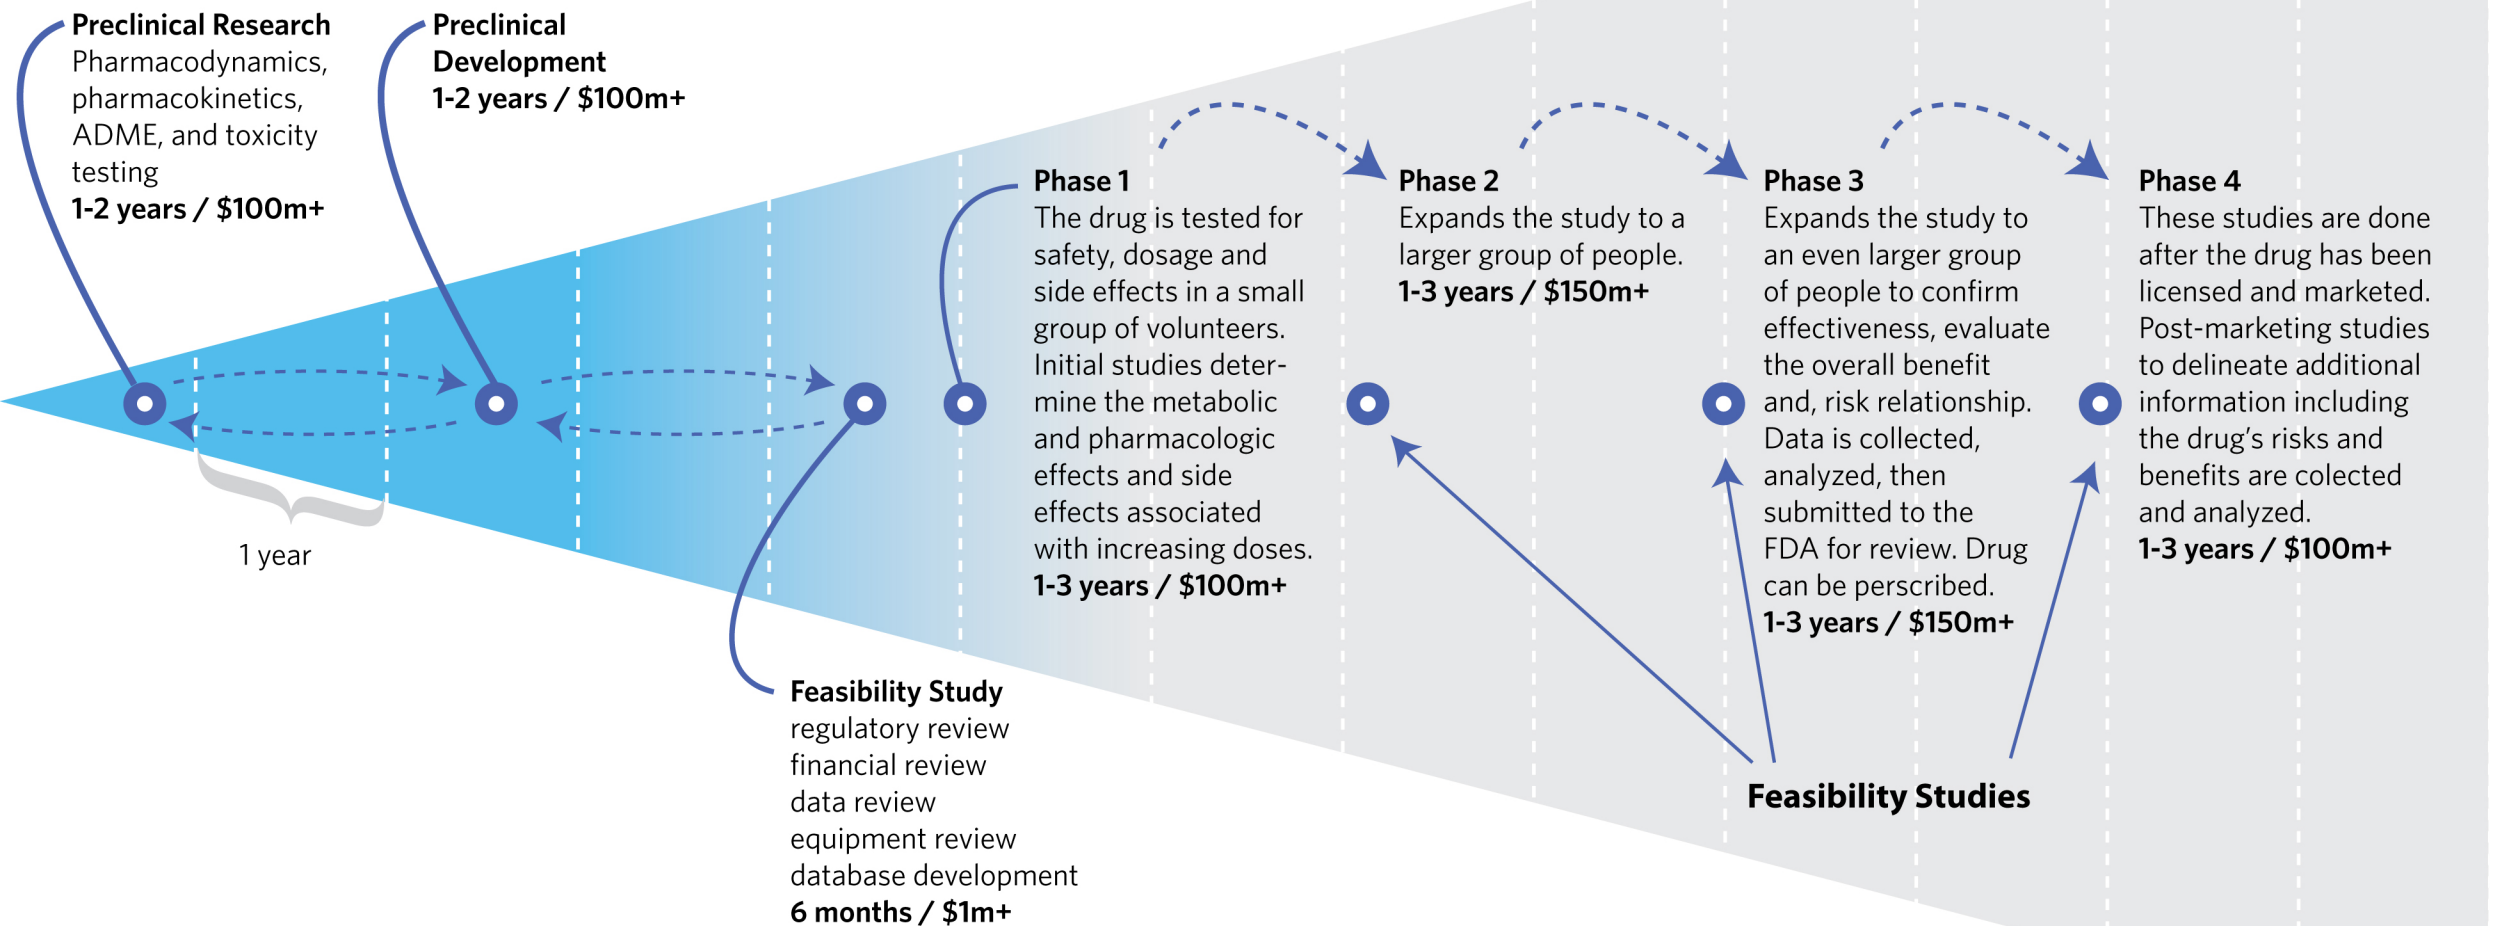 Preclinical Research
Pharmacodynamics,
pharmacokinetics,
ADME, and toxicity
testing
1-2 years / $100m+
Preclinical
Development
1-2 years / $100m+
1 year
Feasibility Study
regulatory review
financial review
data review
equipment review
database development
6 months / $1m+
Phase 1
The drug is tested for
safety, dosage and
side effects in a small
group of volunteers.
Initial studies deter-
mine the metabolic
and pharmacologic
effects and side
effects associated
with increasing doses.
1-3 years / $100m+
Phase 2
Expands the study to a
larger group of people.
1-3 years / $150m+
Phase 3
Expands the study to
an even larger group
of people to confirm
effectiveness, evaluate
the overall benefit
and, risk relationship.
Data is collected,
analyzed, then
submitted to the
FDA for review. Drug
can be perscribed.
1-3 years / $150m+
Phase 4
These studies are done
after the drug has been
licensed and marketed.
Post-marketing studies
to delineate additional
information including
the drug's risks and
benefits are colected
and analyzed.
1-3 years / $100m+
Feasibility Studies